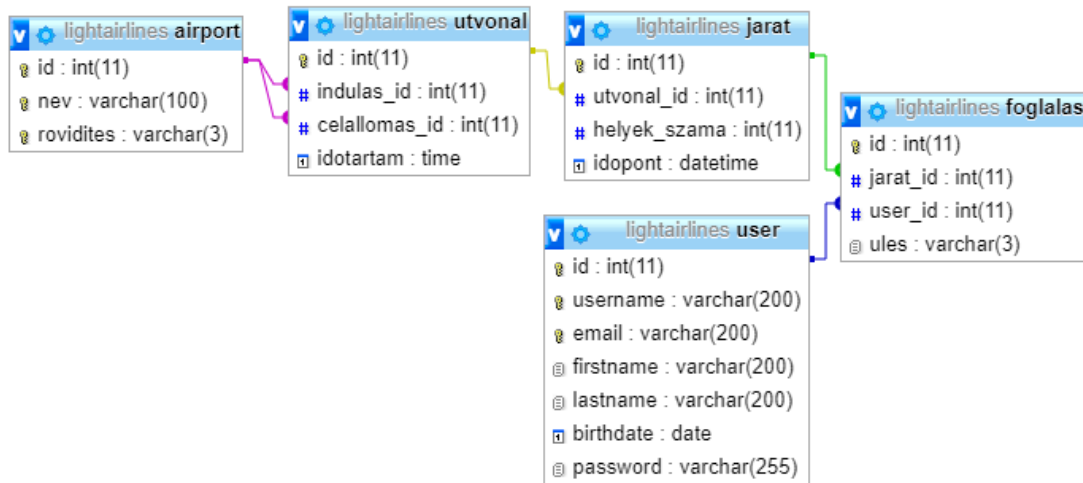 lightairlines airport
id : int(11)
nev : varchar(100)
rovidites : varchar(3)
lightairlines utvonal
id : int(11)
indulas_id : int(11)
celallomas_id : int(11)
idotartam : time
lightairlines jarat
id : int(11)
utvonal_id : int(11)
helyek_szama : int(11)
idopont : datetime
lightairlines foglalas
id : int(11)
jarat_id : int(11)
user_id : int(11)
ules : varchar(3)
lightairlines user
id : int(11)
username : varchar(200)
email : varchar(200)
firstname : varchar(200)
lastname : varchar(200)
birthdate : date
password : varchar(255)